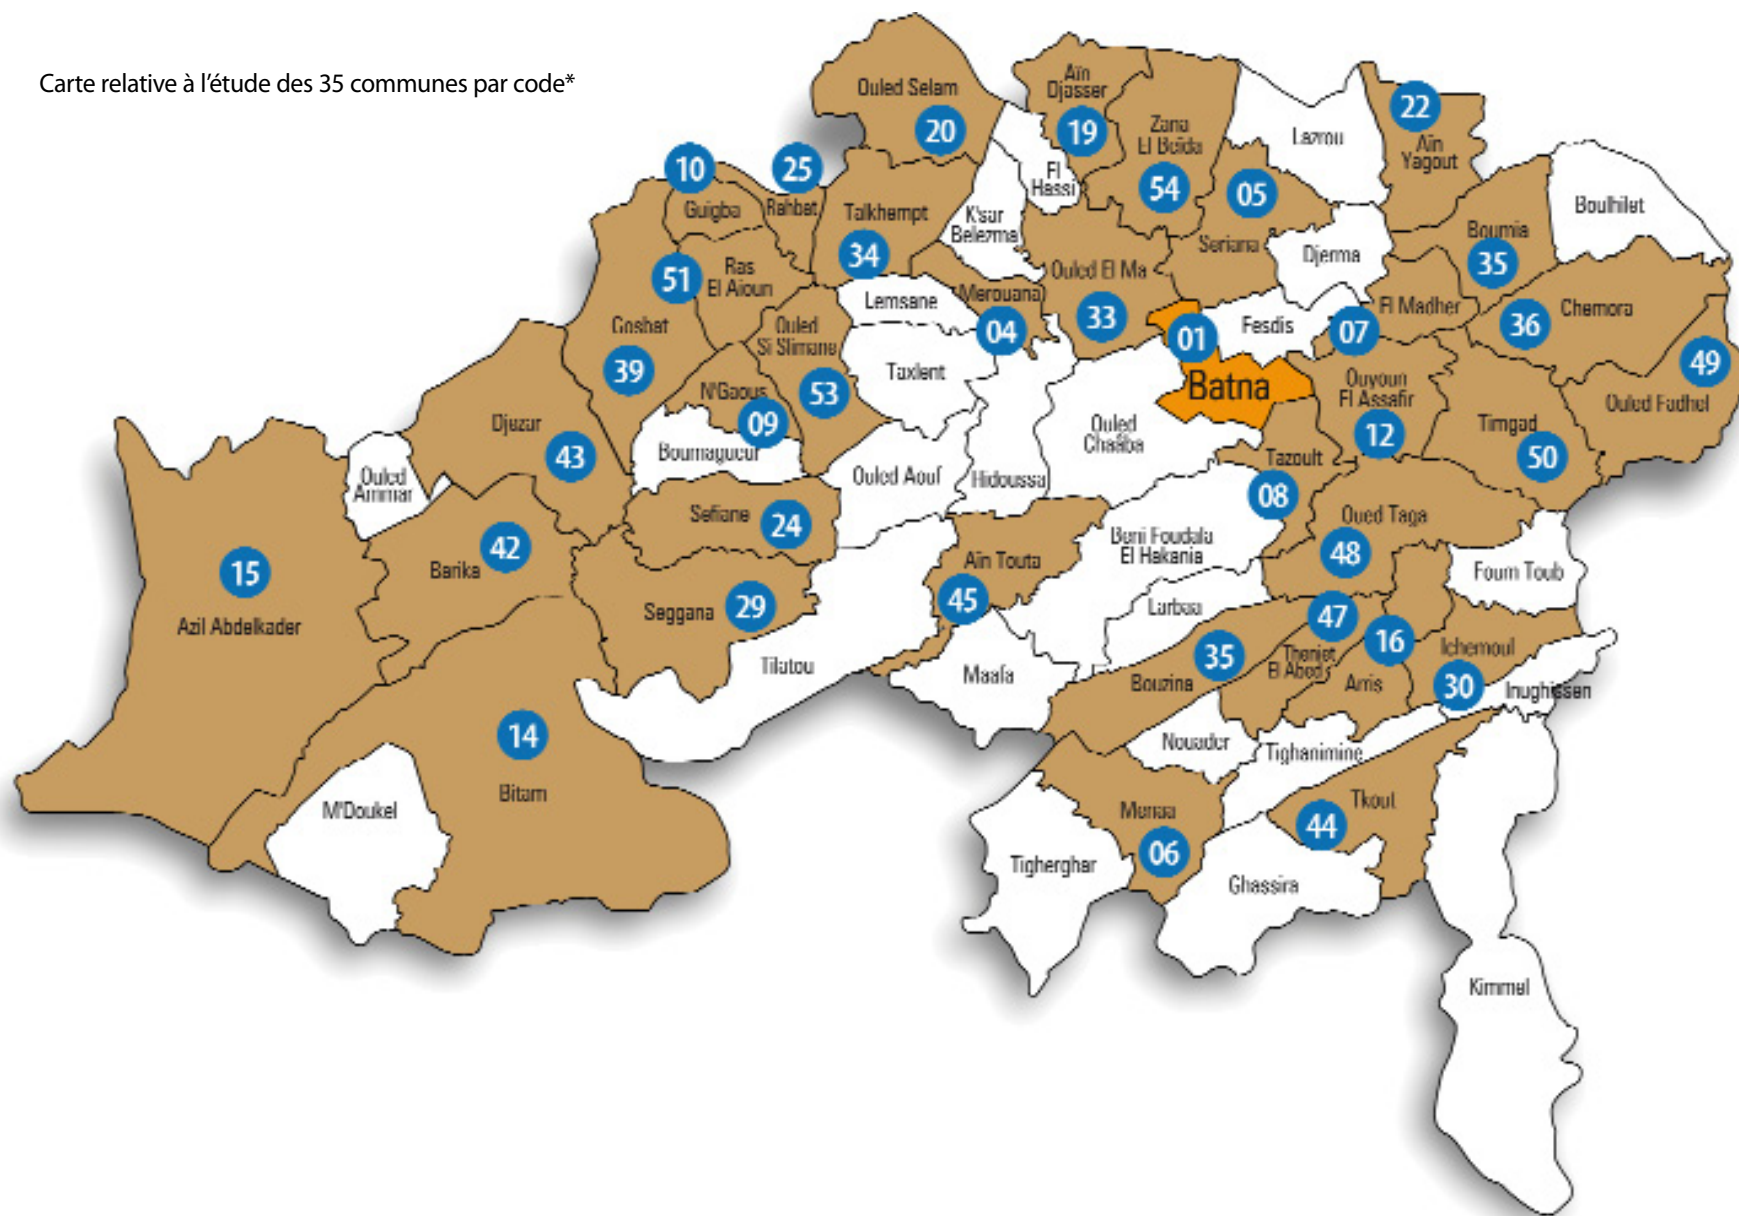 Carte relative à l'étude des 35 communes par code*
Ouled Selam
20
Aïn
Djasser
19
Zana
El Beïda
54
Lazrou
22
Aïn
Yagout
Boulhilet
10
Guigba
25
Rahbat
Talkhempt
34
K'sar
Belezma
El
Hassi
05
Seriana
Djerma
Boumia
35
51
Ras
El Aioun
Ouled El Ma
33
Lemsane
Merouana
04
01
Batna
Fesdis
07
El Madher
36
Chemora
49
Ouled Fadhel
Gosbat
39
Ouled
Si Slimane
53
Taxlent
N'Gaous
09
Boumagueur
Ouyoun
El Assafir
12
Timgad
50
Djezar
43
Ouled
Ammar
Ouled Aouf
Hidoussa
Ouled
Chaâba
Tazoult
08
Sefiane
24
Oued Taga
48
Barika
42
Beni Foudala
El Hakania
Aïn Touta
45
Foum Toub
15
Azil Abdelkader
Seggana
29
Larbaa
47
Theniet
El Abed
16
Arris
Ichemoul
30
Inughissen
Tilatou
Maafa
35
Bouzina
14
Bitam
Nouader
Tighanimine
M'Doukel
Menaa
06
Tkout
44
Tigherghar
Ghassira
Kimmel